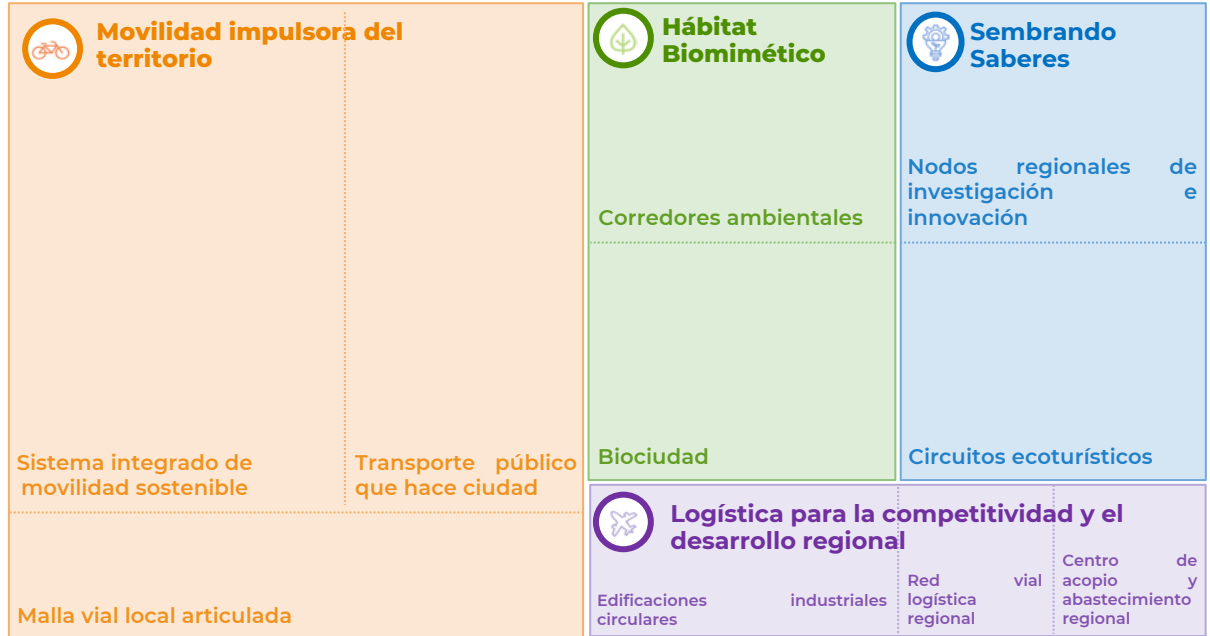 Movilidad impulsora del
territorio
Sistema integrado de
movilidad sostenible
Transporte público
que hace ciudad
Malla vial local articulada
Hábitat
Biomimético
Corredores ambientales
Biociudad
Sembrando
Saberes
Nodos regionales de
investigación e
innovación
Circuitos ecoturísticos
Logística para la competitividad y el
desarrollo regional
Edificaciones industriales
circulares
Red vial
logística
regional
Centro de
acopio y
abastecimiento
regional